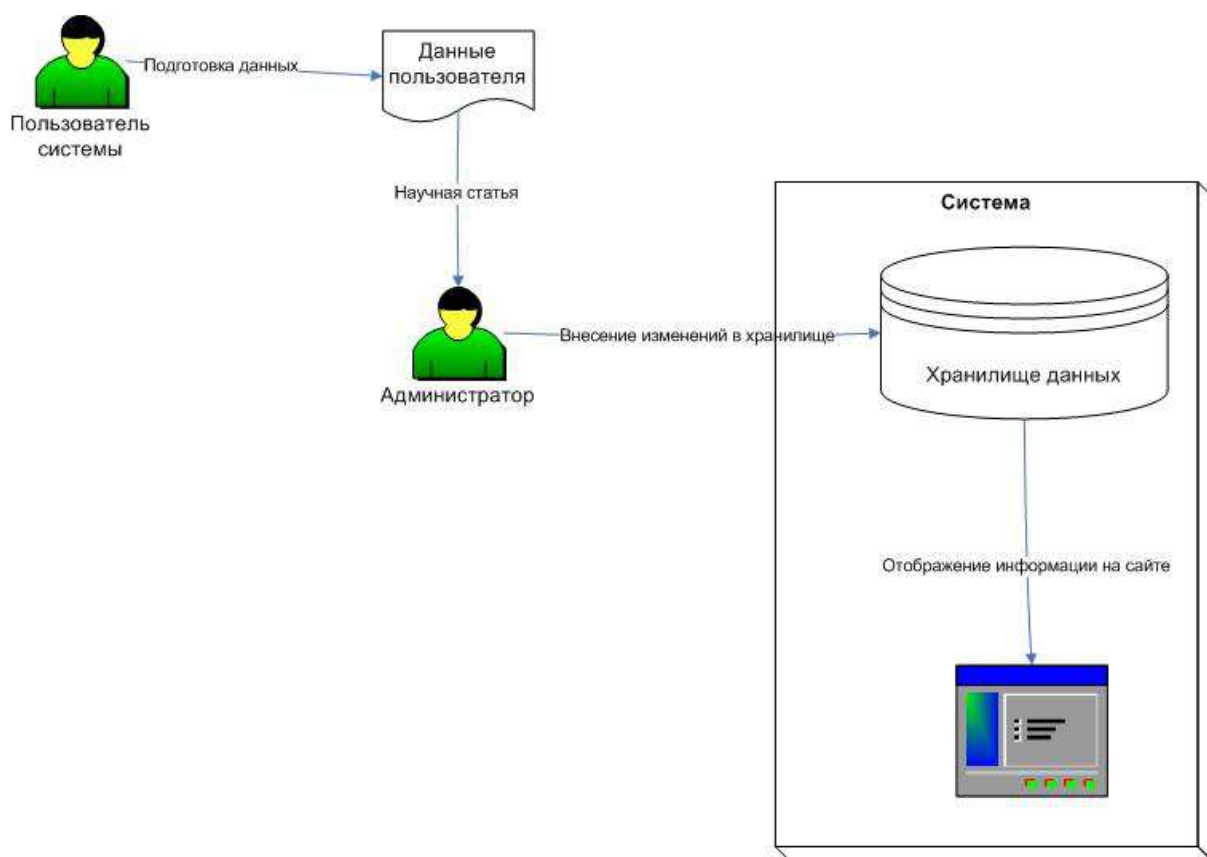 Подготовка данных
Данные
пользователя
Пользователь
системы
Научная статья
Система
Внесение изменений в хранилище
Хранилище данных
Администратор
Отображение информации на сайте